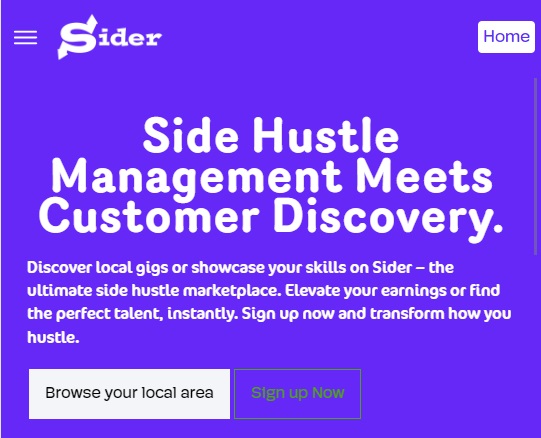 Sider
Home
Side Hustle
Management Meets
Customer Discovery.
Discover local gigs or showcase your skills on Sider – the
ultimate side hustle marketplace. Elevate your earnings or find
the perfect talent, instantly. Sign up now and transform how you
hustle.
Browse your local area
Sign up Now